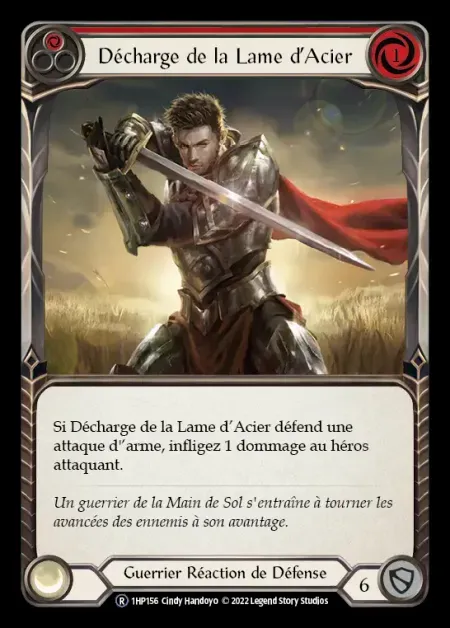 Décharge de la Lame d'Acier
1
Si Décharge de la Lame d'Acier défend une
attaque d'’arme, infligez 1 dommage au héros
attaquant.
Un guerrier de la Main de Sol s'entraîne à tourner les
avancées des ennemis à son avantage.
Guerrier Réaction de Défense
6
R 1HP156 Cindy Handoyo © 2022 Legend Story Studios